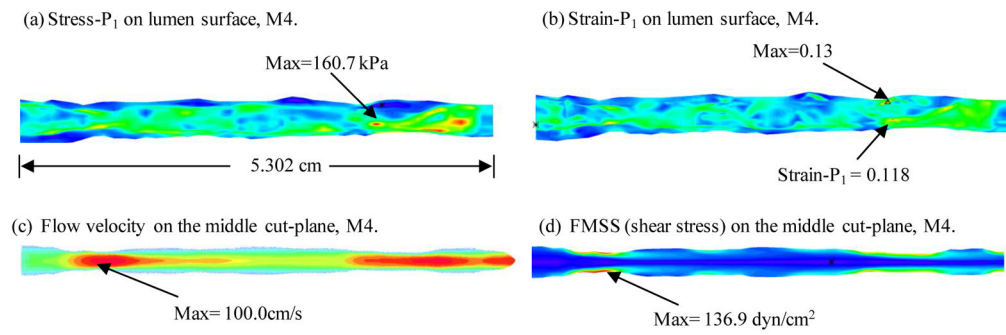 (a) Stress-P₁ on lumen surface, M4.
Max=160.7 kPa
5.302 cm
(b) Strain-P₁ on lumen surface, M4.
Max=0.13
Strain-P₁ = 0.118
(c) Flow velocity on the middle cut-plane, M4.
Max= 100.0cm/s
(d) FMSS (shear stress) on the middle cut-plane, M4.
Max= 136.9 dyn/cm²